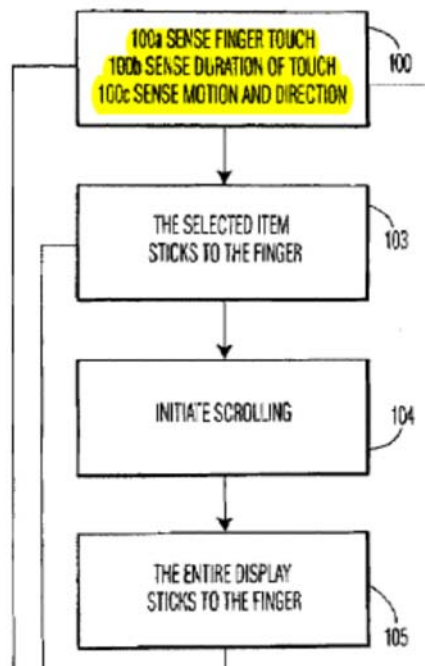 100a SENSE FINGER TOUCH
100b SENSE DURATION OF TOUCH
100c SENSE MOTION AND DIRECTION
100
THE SELECTED ITEM
STICKS TO THE FINGER
103
INITIATE SCROLLING
104
THE ENTIRE DISPLAY
STICKS TO THE FINGER
105